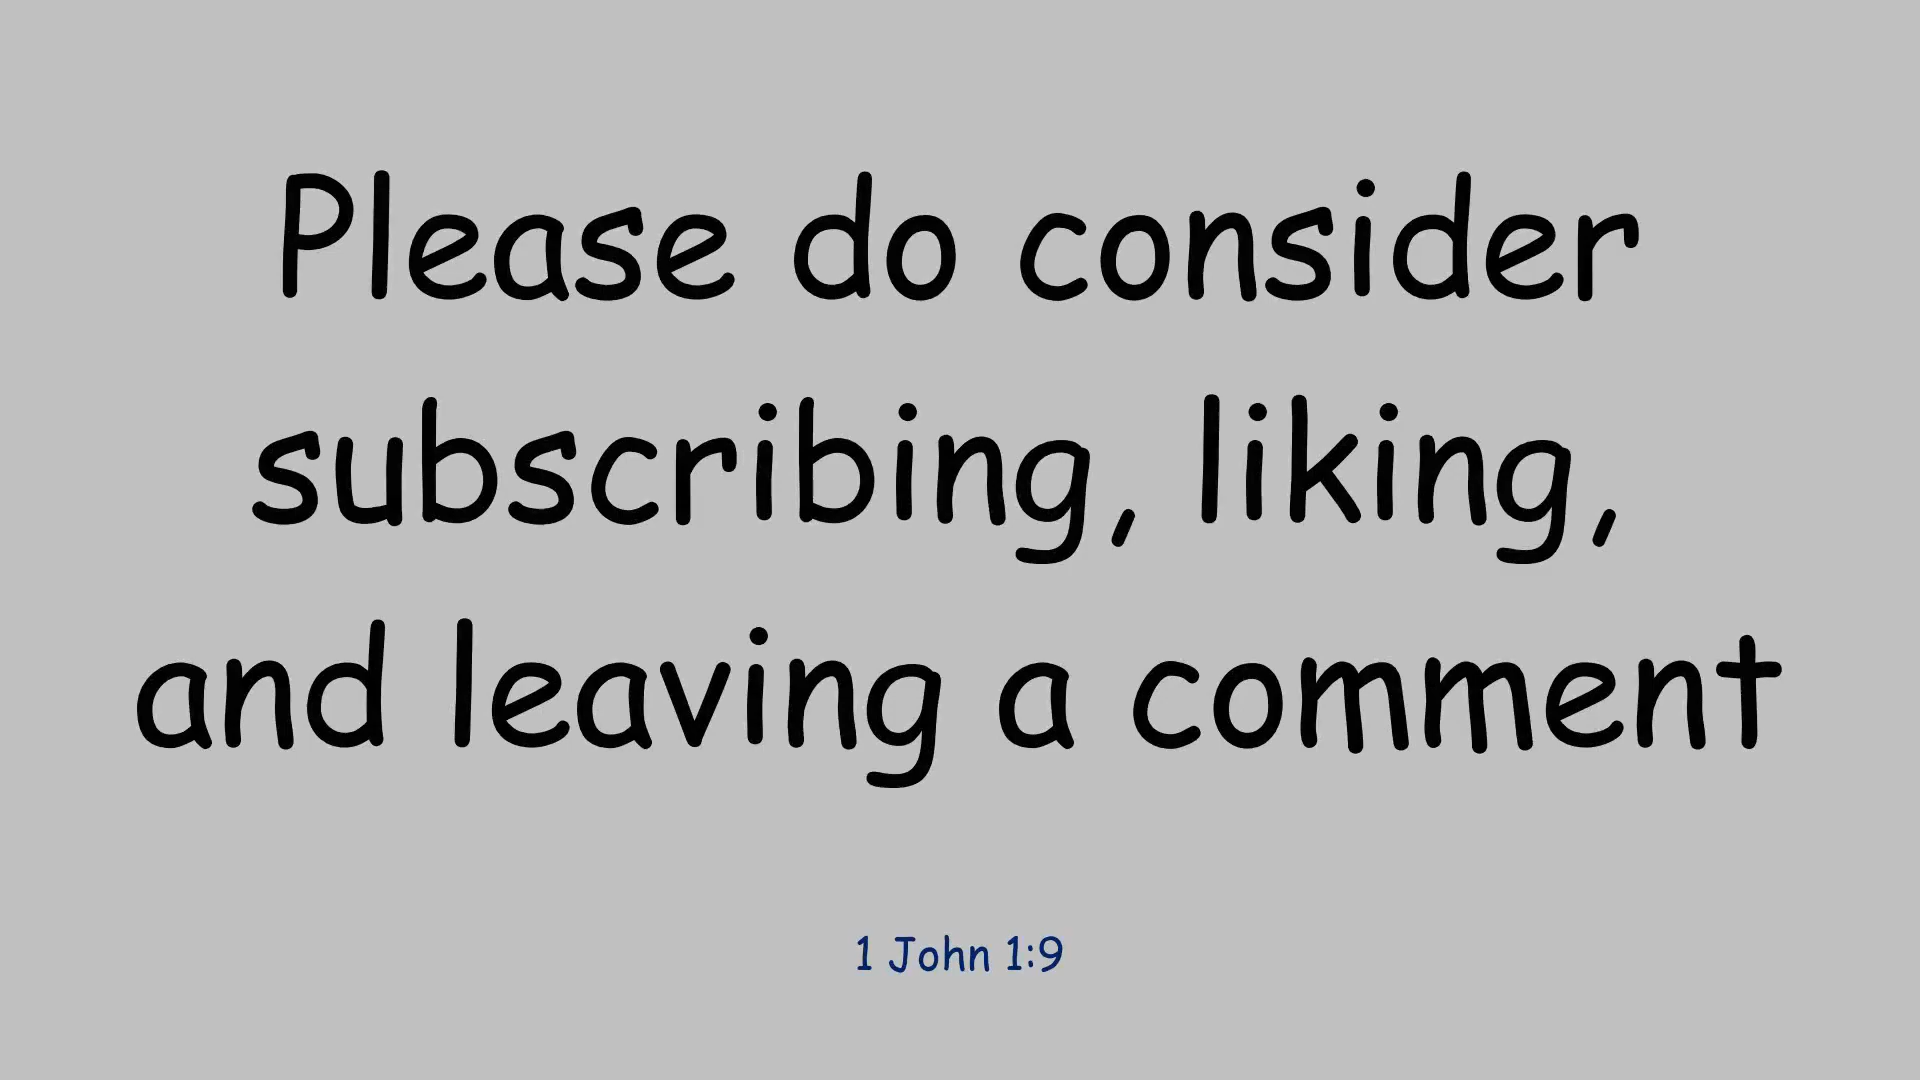 Please do consider
subscribing, liking,
and leaving a comment
1 John 1:9